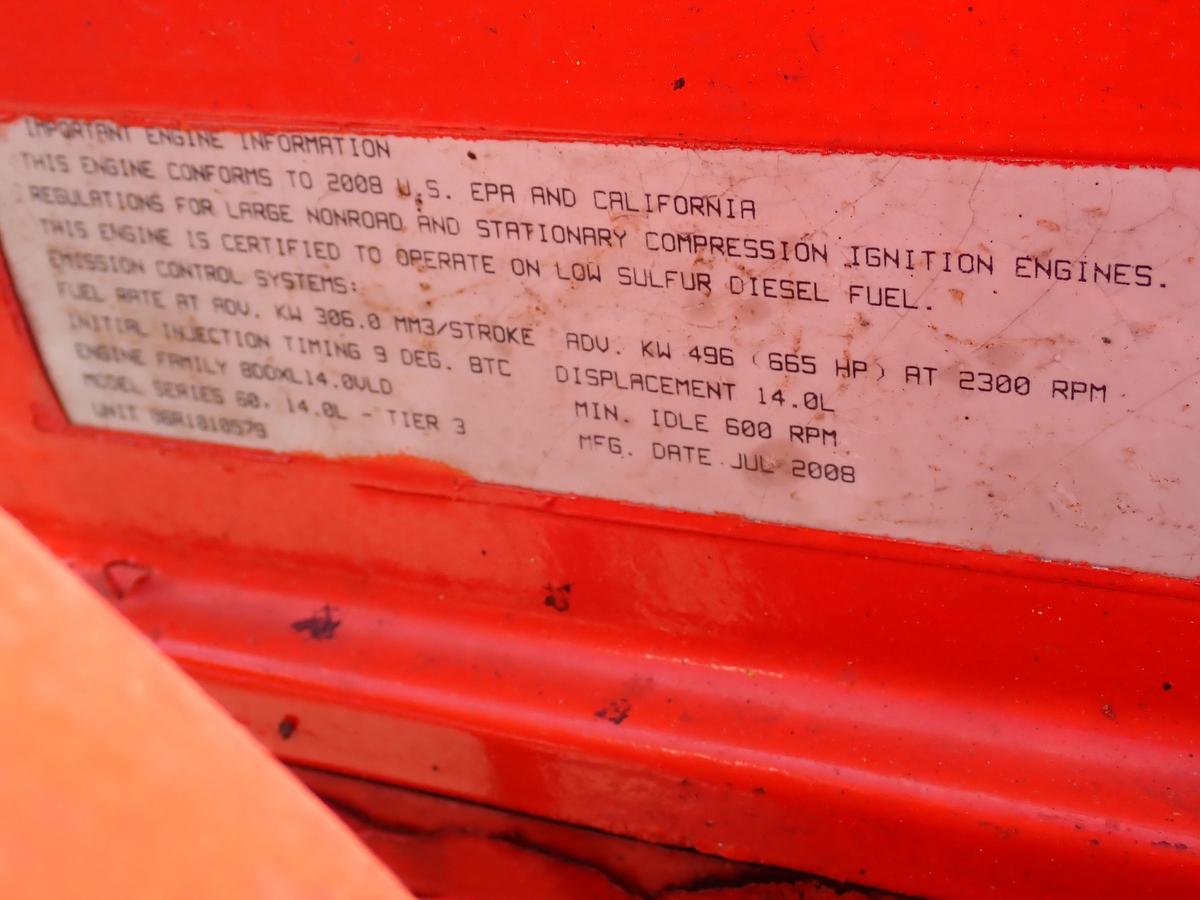 IMPORTANT ENGINE INFORMATION
THIS ENGINE CONFORMS TO 2008 U.S. EPA AND CALIFORNIA
REGULATIONS FOR LARGE NONROAD AND STATIONARY COMPRESSION IGNITION ENGINES.
THIS ENGINE IS CERTIFIED TO OPERATE ON LOW SULFUR DIESEL FUEL.
EMISSION CONTROL SYSTEMS:
FUEL RATE AT ADV. KW 306.0 MM3/STROKE ADV. KW 496 (665 HP) AT 2300 RPM
INITIAL INJECTION TIMING 9 DEG. BTC DISPLACEMENT 14.0L
ENGINE FAMILY 8DDXL14.0VLD MIN. IDLE 600 RPM
MODEL SERIES 60, 14.0L - TIER 3 MFG. DATE JUL 2008
UNIT